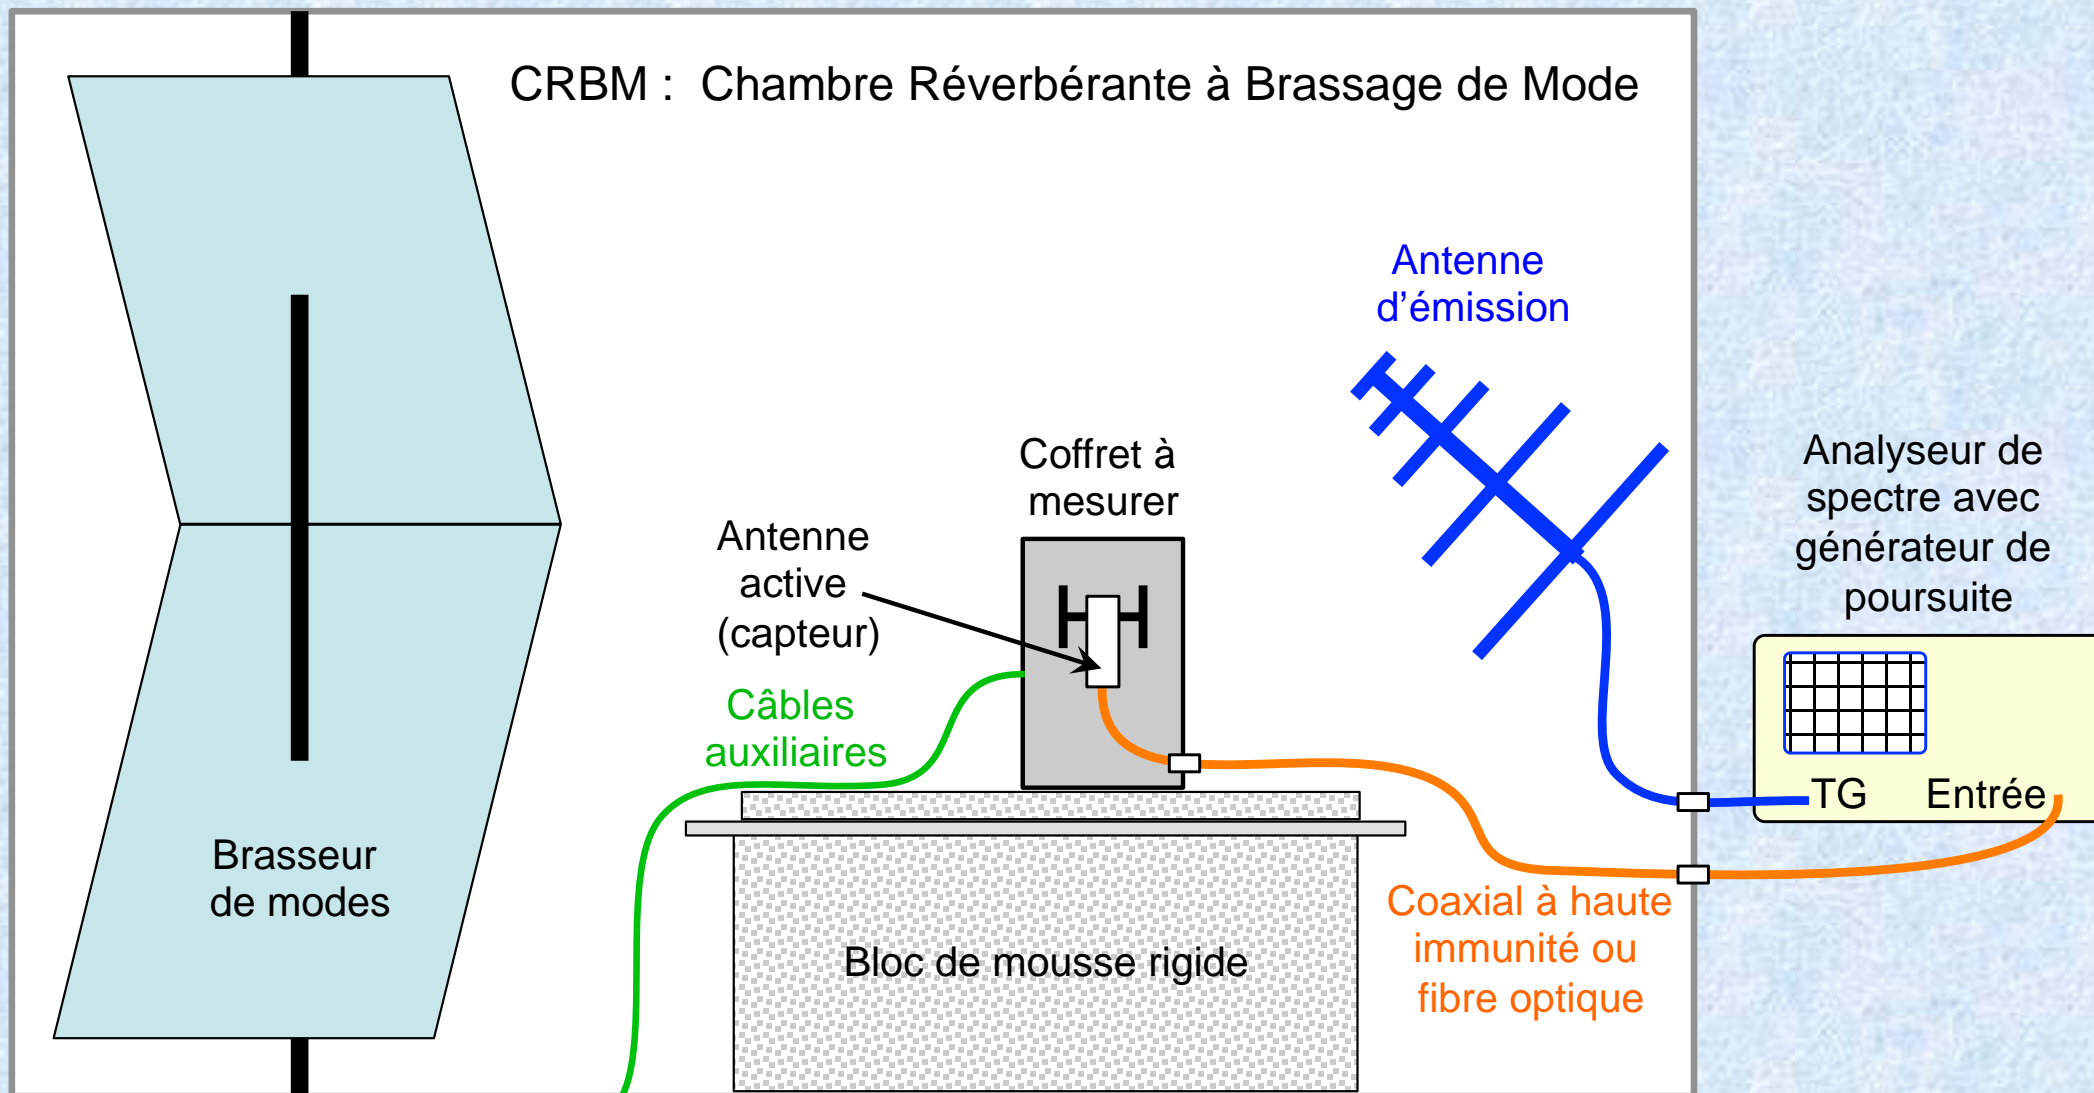 CRBM : Chambre Réverbérante à Brassage de Mode
Antenne
d’émission
Coffret à
mesurer
Analyseur de
spectre avec
générateur de
poursuite
Antenne
active
(capteur)
Câbles
auxiliaires
TG Entrée
Brasseur
de modes
Bloc de mousse rigide
Coaxial à haute
immunité ou
fibre optique